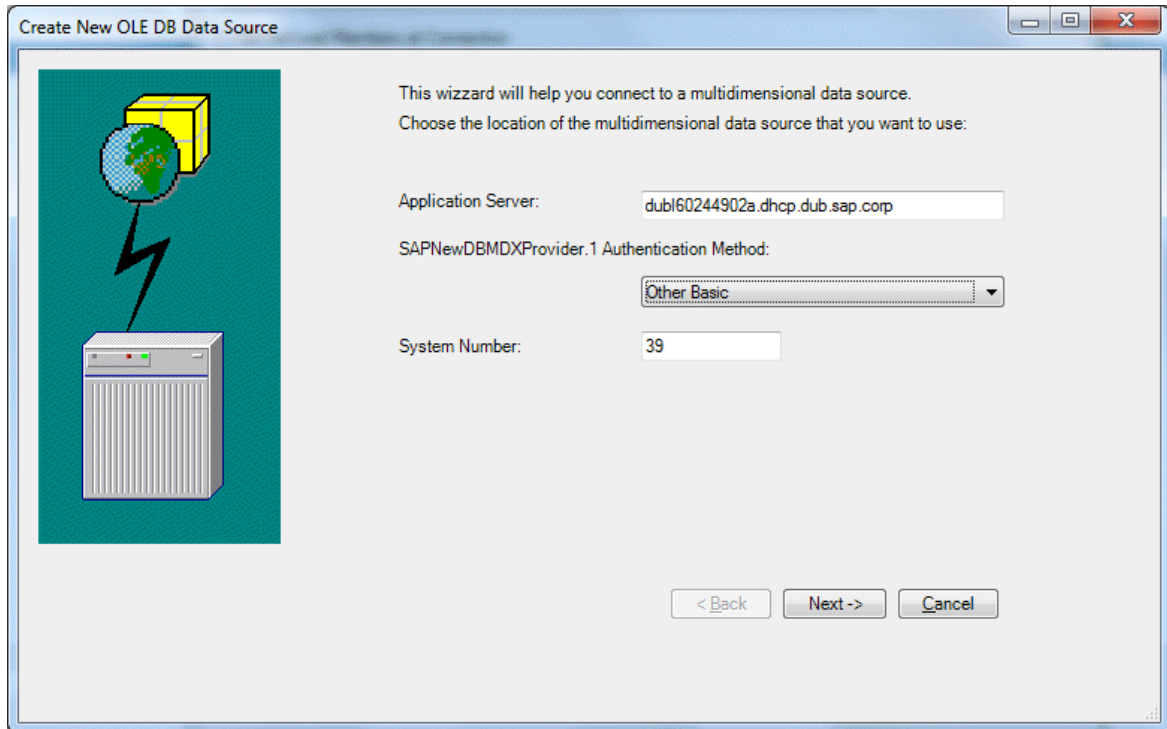 Create New OLE DB Data Source
This wizzard will help you connect to a multidimensional data source.
Choose the location of the multidimensional data source that you want to use:
Application Server:
dubl60244902a.dhcp.dub.sap.corp
SAPNewDBMDXProvider.1 Authentication Method:
Other Basic
System Number:
39
< Back
Next ->
Cancel